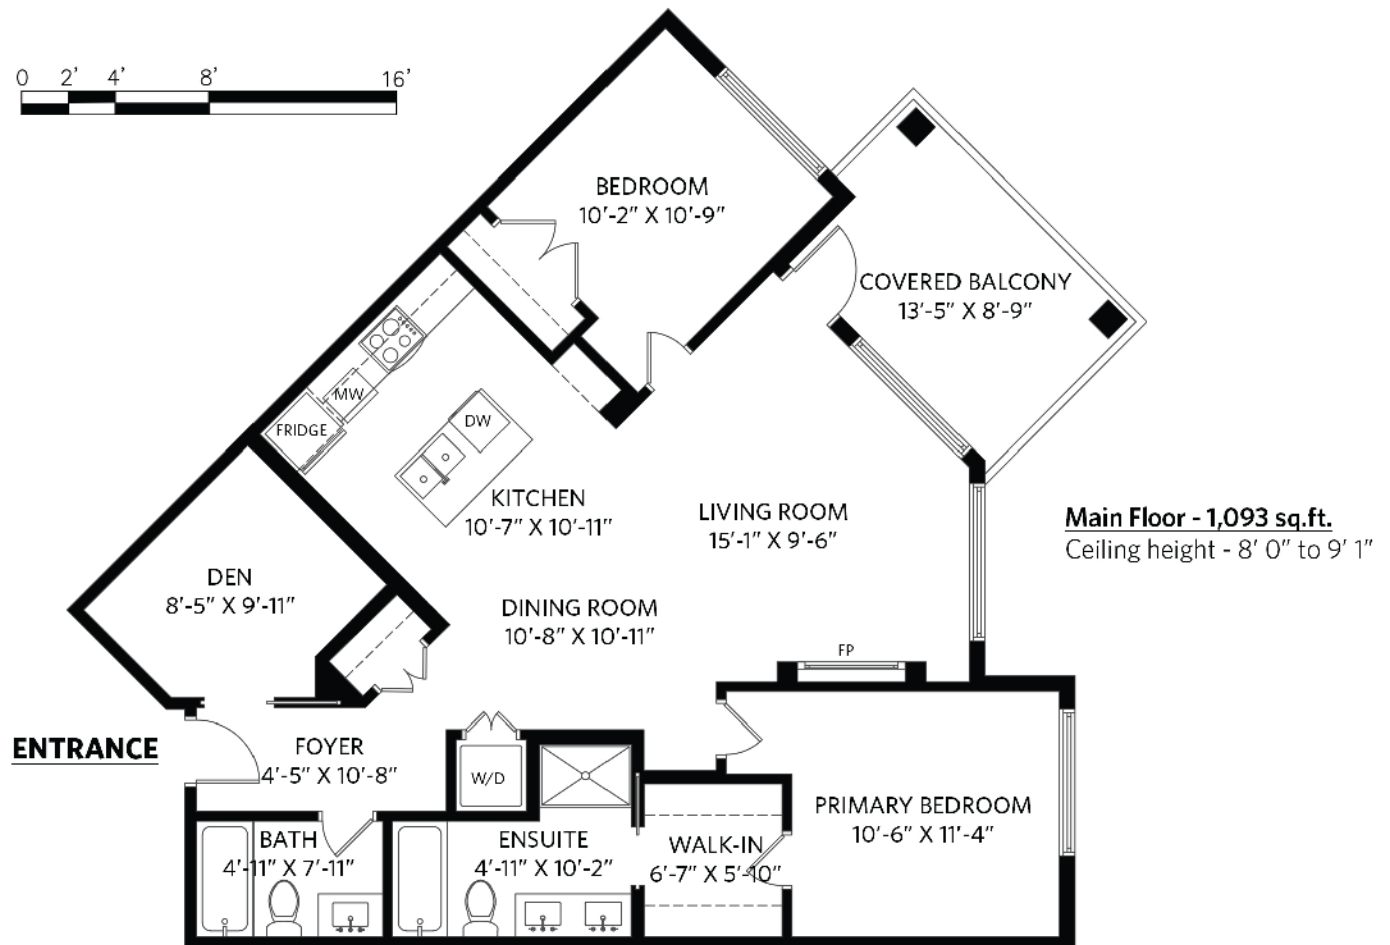 0 2' 4' 8' 16'
BEDROOM
10'-2" X 10'-9"
COVERED BALCONY
13'-5" X 8'-9"
MW
FRIDGE
DW
KITCHEN
10'-7" X 10'-11"
LIVING ROOM
15'-1" X 9'-6"
Main Floor - 1,093 sq.ft.
Ceiling height - 8' 0" to 9' 1"
DEN
8'-5" X 9'-11"
DINING ROOM
10'-8" X 10'-11"
FP
ENTRANCE
FOYER
4'-5" X 10'-8"
W/D
PRIMARY BEDROOM
10'-6" X 11'-4"
BATH
4'-11" X 7'-11"
ENSUITE
4'-11" X 10'-2"
WALK-IN
6'-7" X 5'-10"